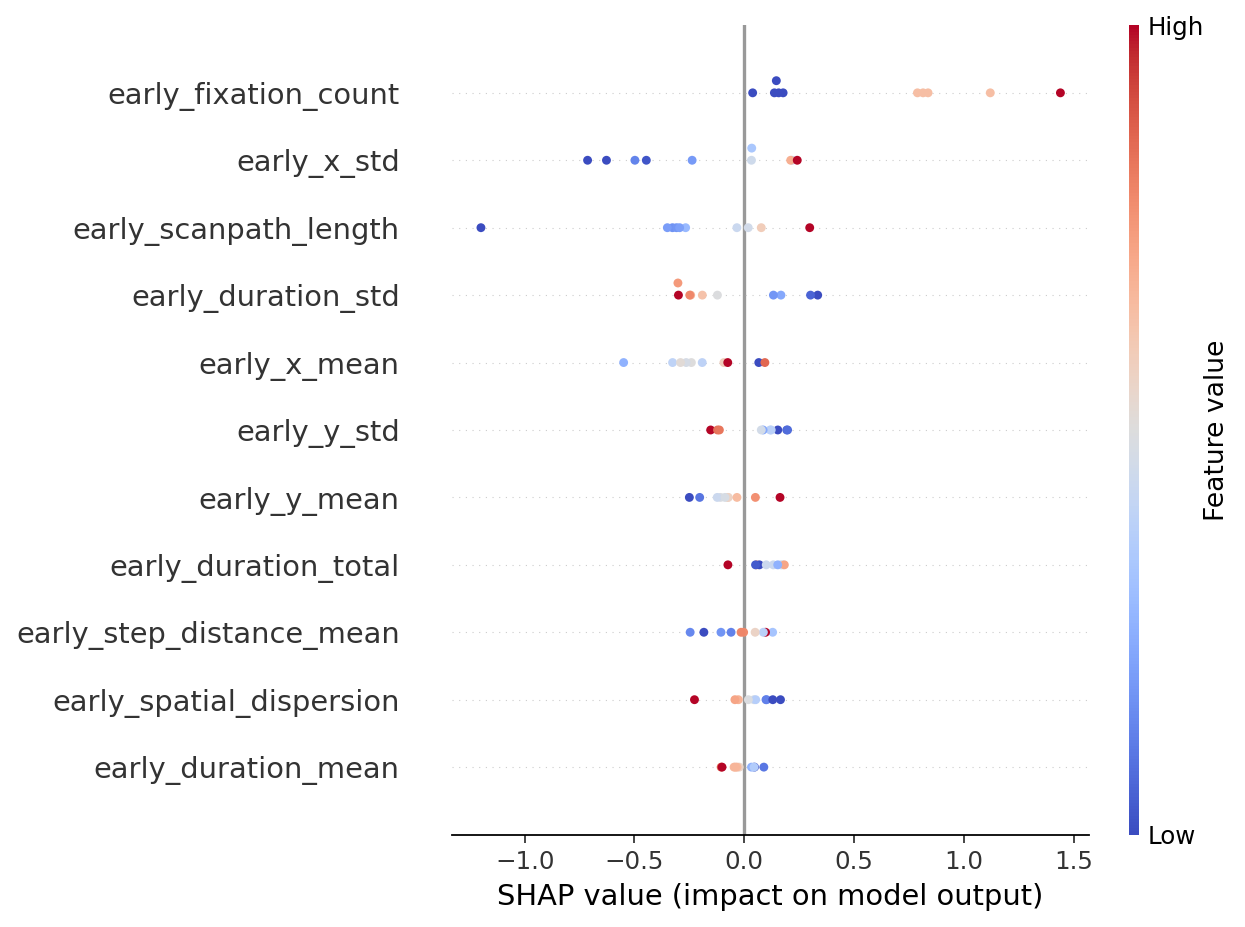 High
early_fixation_count
early_x_std
early_scanpath_length
early_duration_std
early_x_mean
early_y_std
early_y_mean
early_duration_total
early_step_distance_mean
early_spatial_dispersion
early_duration_mean
Feature value
Low
−1.0 −0.5 0.0 0.5 1.0 1.5
SHAP value (impact on model output)